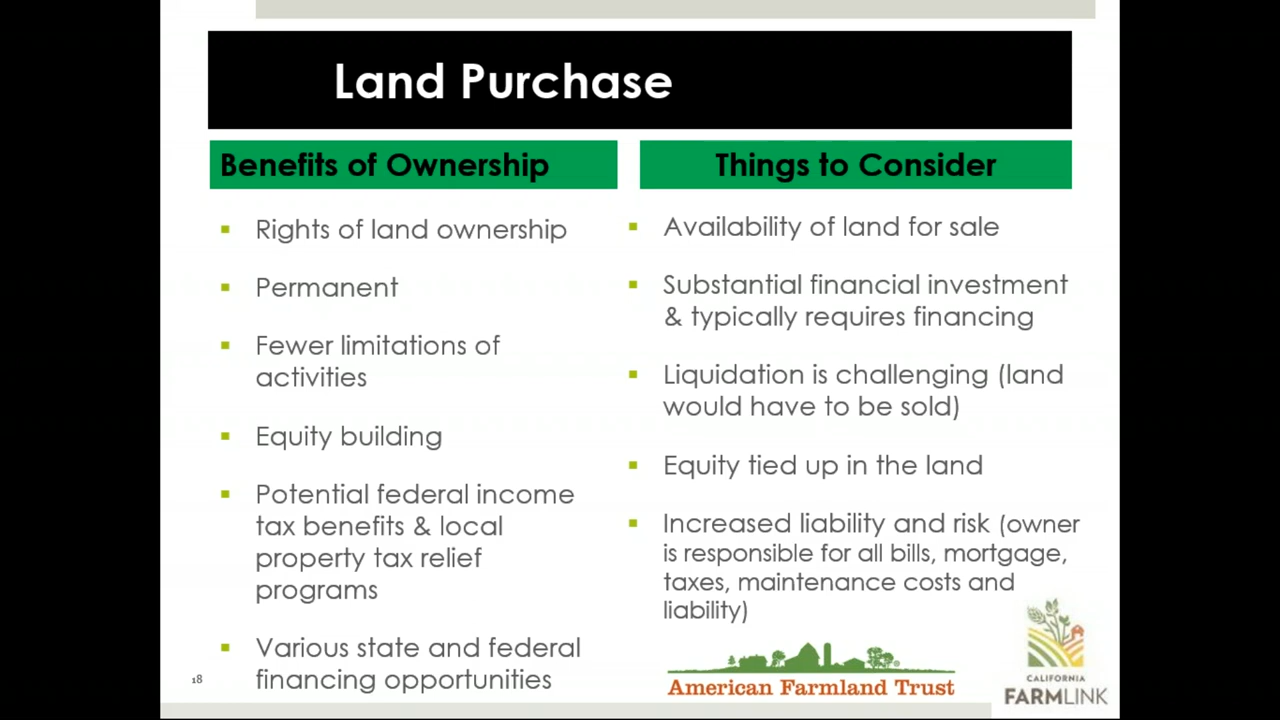 Land Purchase
Benefits of Ownership
Rights of land ownership
Permanent
Fewer limitations of
activities
Equity building
Potential federal income
tax benefits & local
property tax relief
programs
Various state and federal
financing opportunities
Things to Consider
Availability of land for sale
Substantial financial investment
& typically requires financing
Liquidation is challenging (land
would have to be sold)
Equity tied up in the land
Increased liability and risk (owner
is responsible for all bills, mortgage,
taxes, maintenance costs and
liability)
18
American Farmland Trust
CALIFORNIA
FARMLINK